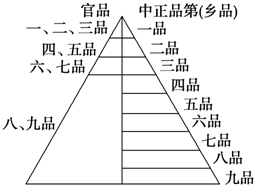 官品 中正品第(乡品)
一、二、三品 一品
四、五品 二品
六、七品 三品
四品
五品
六品
八、九品 七品
八品
九品